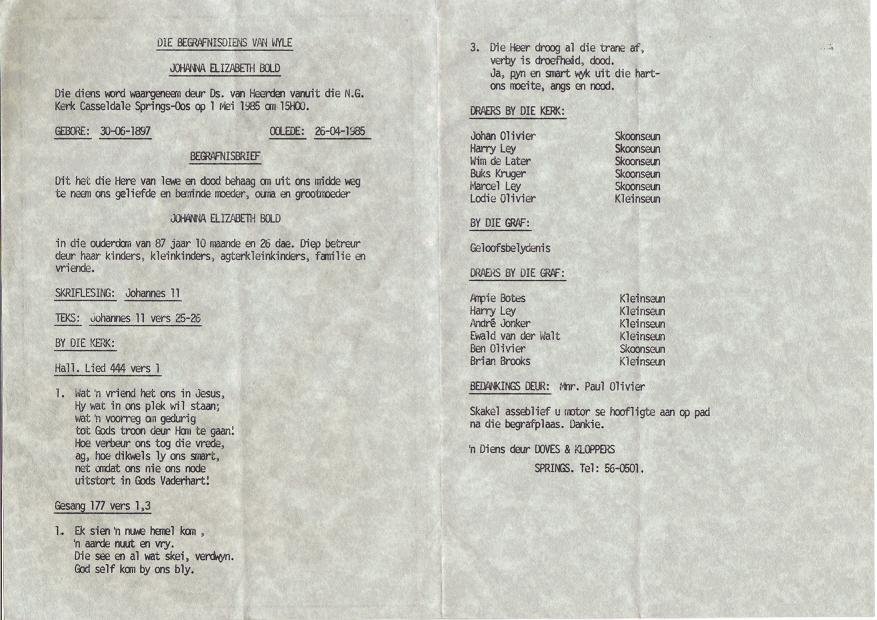 DIE BEGRAFNISDIENS VAN WYLE
JOHANNA ELIZABETH BOLD
Die diens word waargeneem deur Ds. van Heerden vanuit die N.G.
Kerk Casseldale Springs-Oos op 1 Mei 1985 om 15H00.
GEBORE: 30-06-1897 OOLEDE: 26-04-1985
BEGRAFNISBRIEF
Dit het die Here van lewe en dood behaag om uit ons midde weg
te neem ons geliefde en beminde moeder, ouma en grootmoeder
JOHANNA ELIZABETH BOLD
in die ouderdom van 87 jaar 10 maande en 26 dae. Diep betreur
deur haar kinders, kleinkinders, agterkleinkinders, familie en
vriende.
SKRIFLESING: Johannes 11
TEKS: Johannes 11 vers 25-26
BY DIE KERK:
Hall. Lied 444 vers 1
1. Wat 'n vriend het ons in Jesus,
Hy wat in ons plek wil staan;
wat 'n voorreg om gedurig
tot Gods troon deur Hom te gaan!
Hoe verbeur ons tog die vrede,
ag, hoe dikwels ly ons smart,
net omdat ons nie ons node
uitstort in Gods Vaderhart!
Gesang 177 vers 1,3
1. Ek sien 'n nuwe hemel kom ,
'n aarde nuut en vry.
Die see en al wat skei, verdwyn.
God self kom by ons bly.
3. Die Heer droog al die trane af,
verby is droefheid, dood.
Ja, pyn en smart wyk uit die hart-
ons moeite, angs en nood.
DRAERS BY DIE KERK:
Johan Olivier Skoonseun
Harry Ley Skoonseun
Wim de Later Skoonseun
Buks Kruger Skoonseun
Marcel Ley Skoonseun
Lodie Olivier Kleinseun
BY DIE GRAF:
Geloofsbelydenis
DRAERS BY DIE GRAF:
Ampie Botes Kleinseun
Harry Ley Kleinseun
André Jonker Kleinseun
Ewald van der Walt Kleinseun
Ben Olivier Skoonseun
Brian Brooks Kleinseun
BEDANKINGS DEUR: Mnr. Paul Olivier
Skakel asseblief u motor se hoofligte aan op pad
na die begrafplaas. Dankie.
'n Diens deur DOVES & KLOPPERS
SPRINGS. Tel: 56-0501.